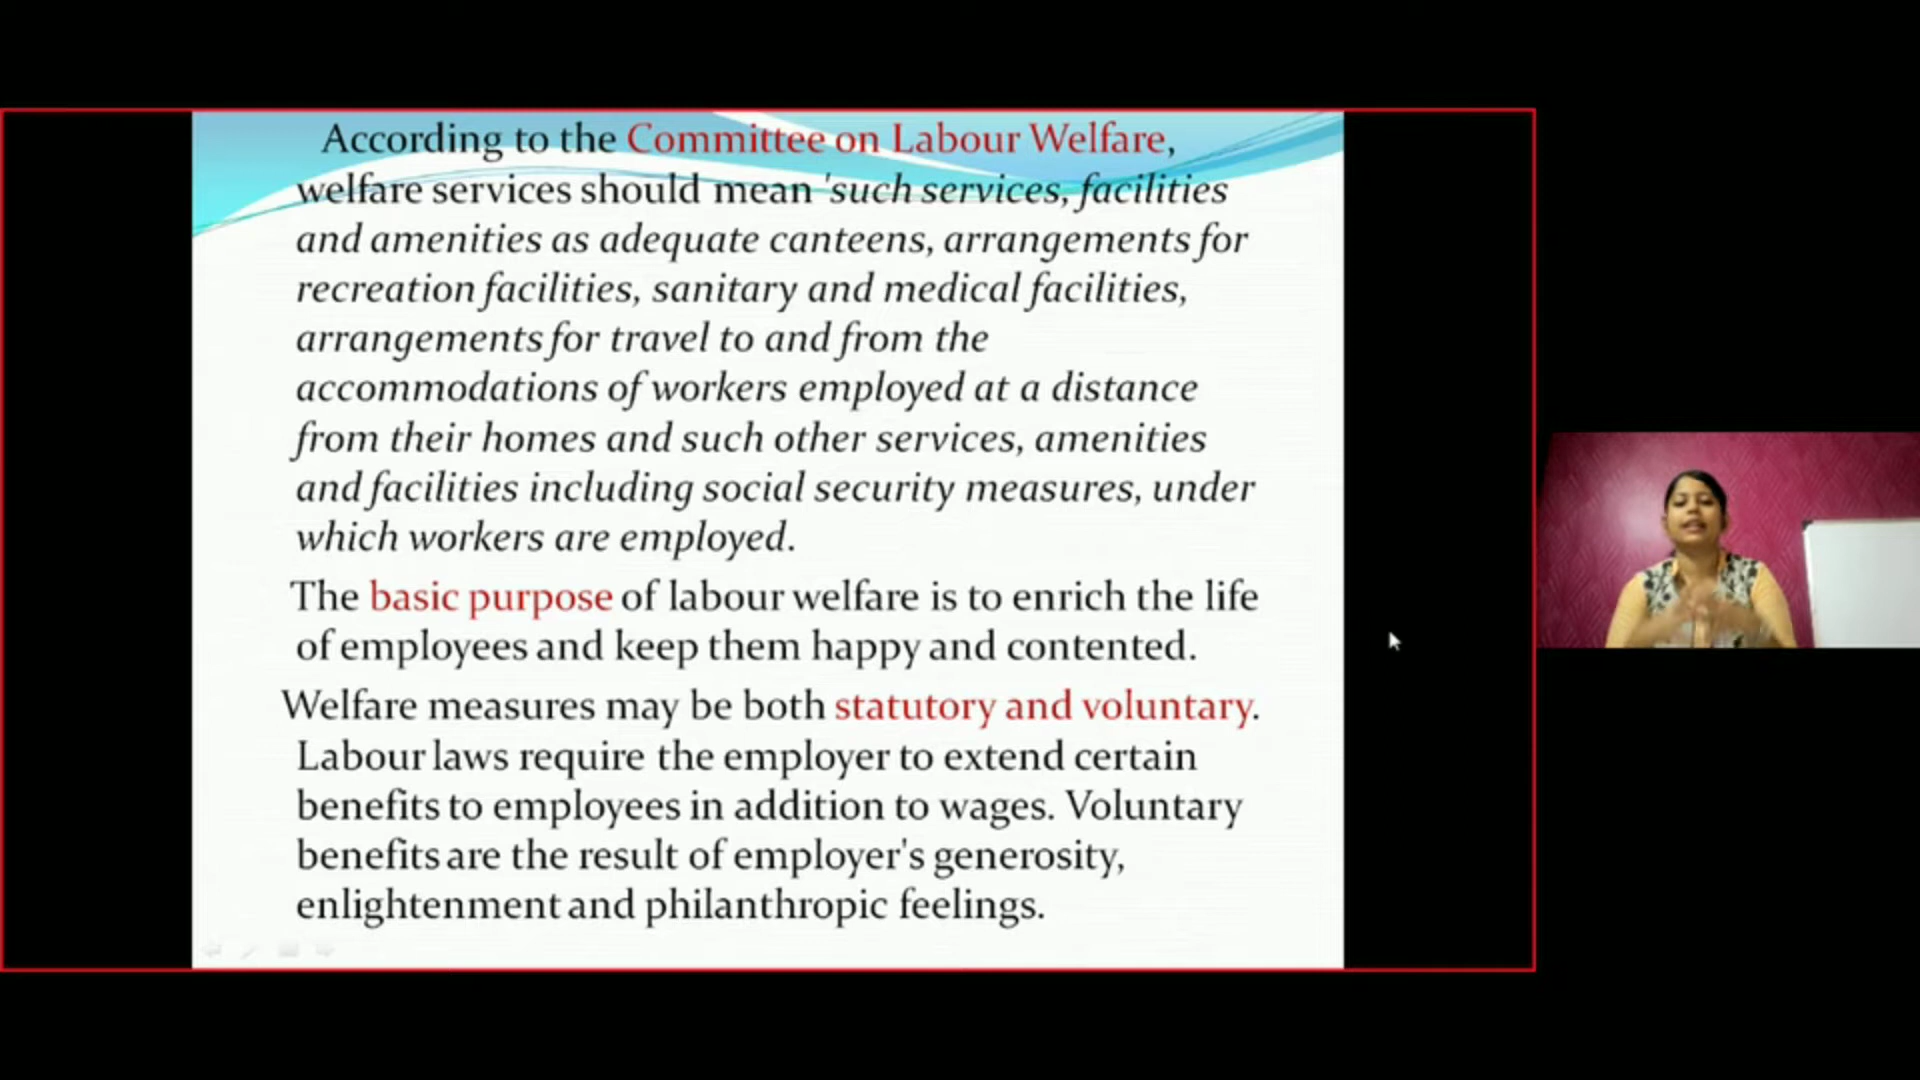 According to the Committee on Labour Welfare,
welfare services should mean 'such services, facilities
and amenities as adequate canteens, arrangements for
recreation facilities, sanitary and medical facilities,
arrangements for travel to and from the
accommodations of workers employed at a distance
from their homes and such other services, amenities
and facilities including social security measures, under
which workers are employed.
The basic purpose of labour welfare is to enrich the life
of employees and keep them happy and contented.
Welfare measures may be both statutory and voluntary.
Labour laws require the employer to extend certain
benefits to employees in addition to wages. Voluntary
benefits are the result of employer's generosity,
enlightenment and philanthropic feelings.